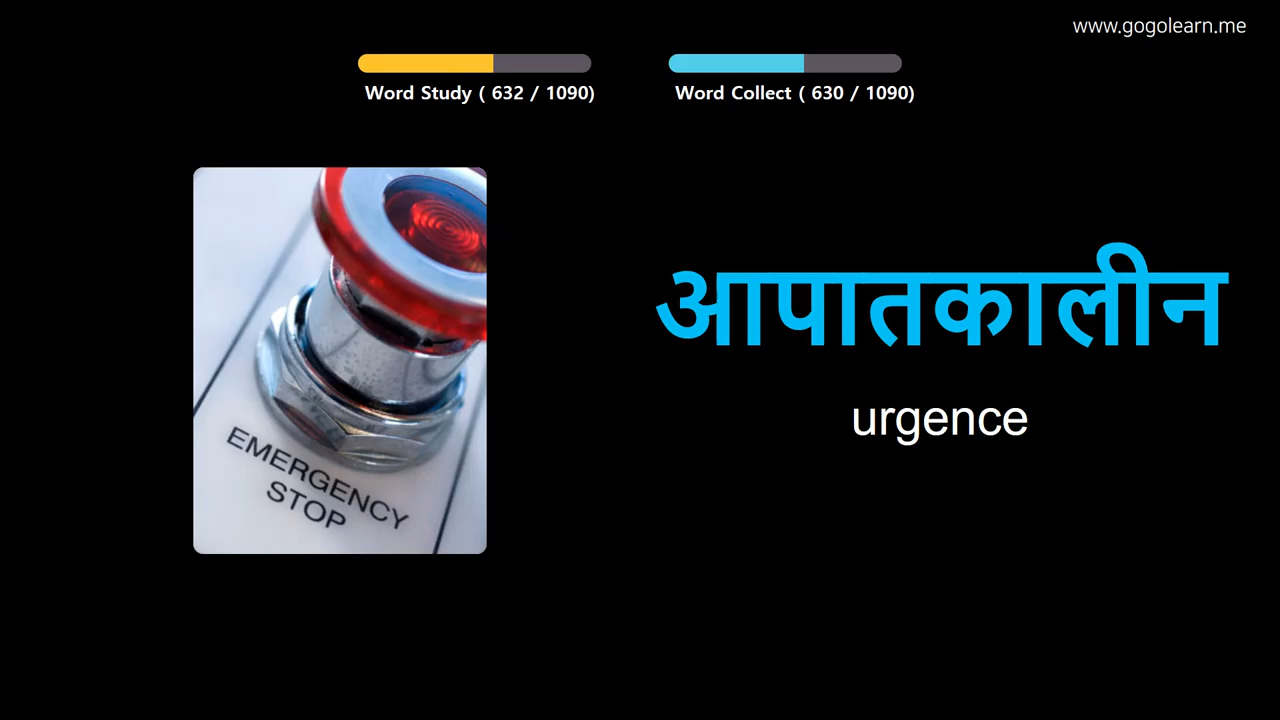 www.gogolearn.me
Word Study ( 632 / 1090)
Word Collect ( 630 / 1090)
आपातकालीन
urgence
EMERGENCY
STOP